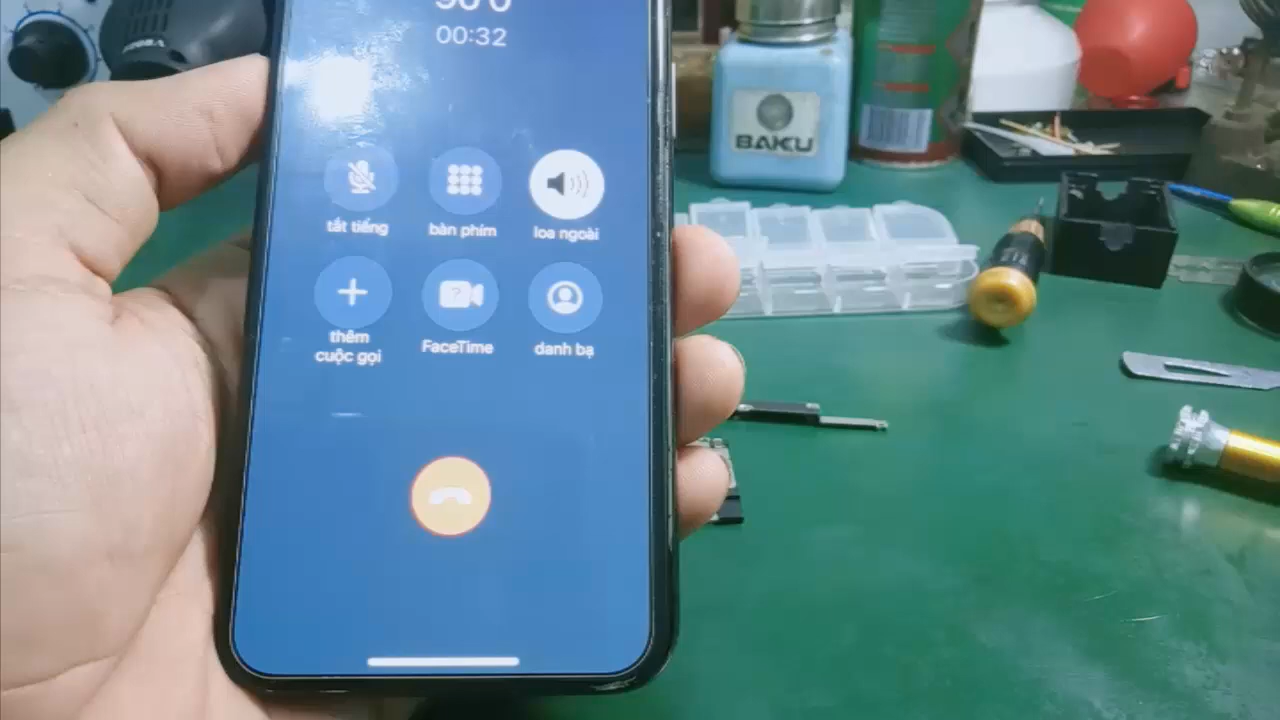 00:32
tắt tiếng
bàn phím
loa ngoài
thêm
cuộc gọi
FaceTime
danh bạ
BAKU